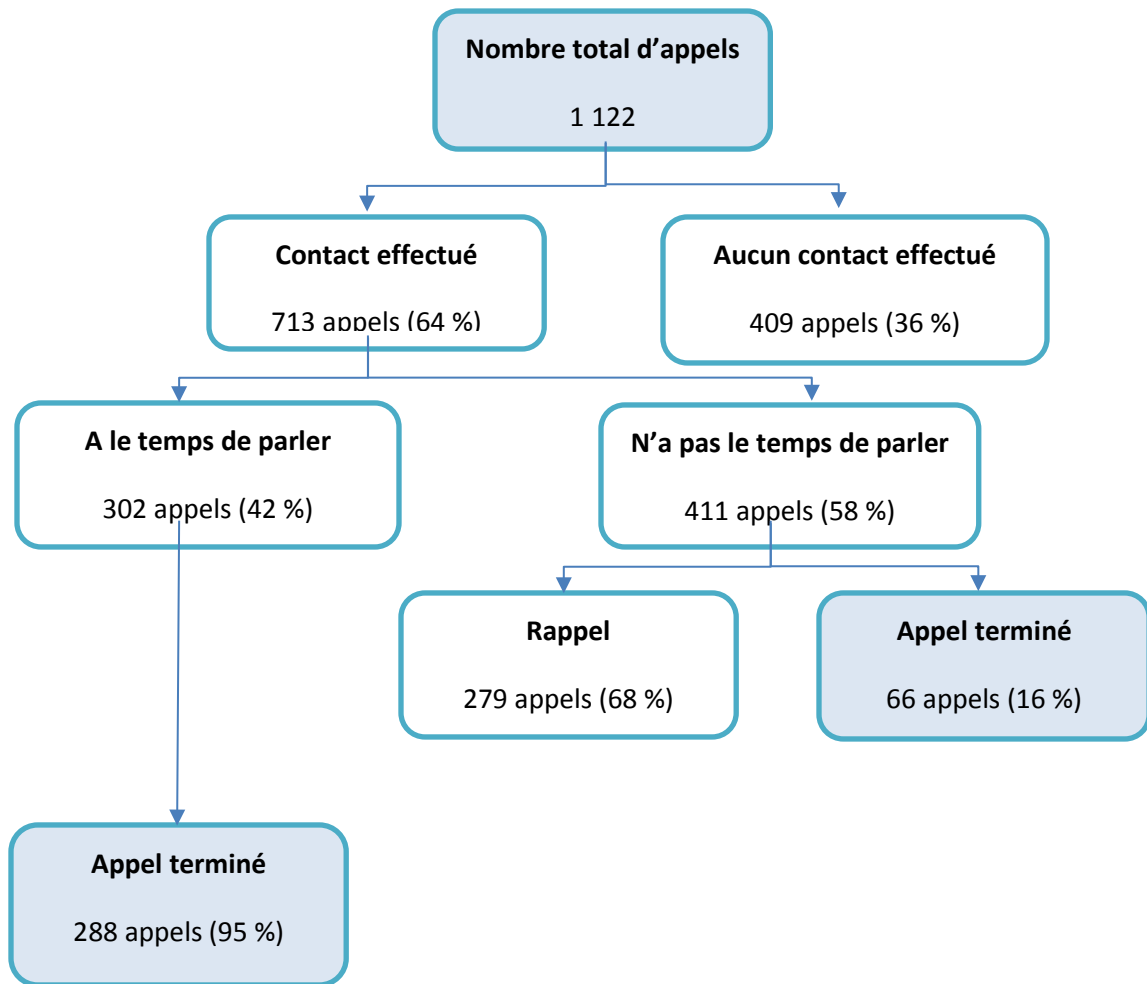 Nombre total d’appels
1 122
Contact effectué
713 appels (64 %)
Aucun contact effectué
409 appels (36 %)
A le temps de parler
302 appels (42 %)
N’a pas le temps de parler
411 appels (58 %)
Rappel
279 appels (68 %)
Appel terminé
66 appels (16 %)
Appel terminé
288 appels (95 %)